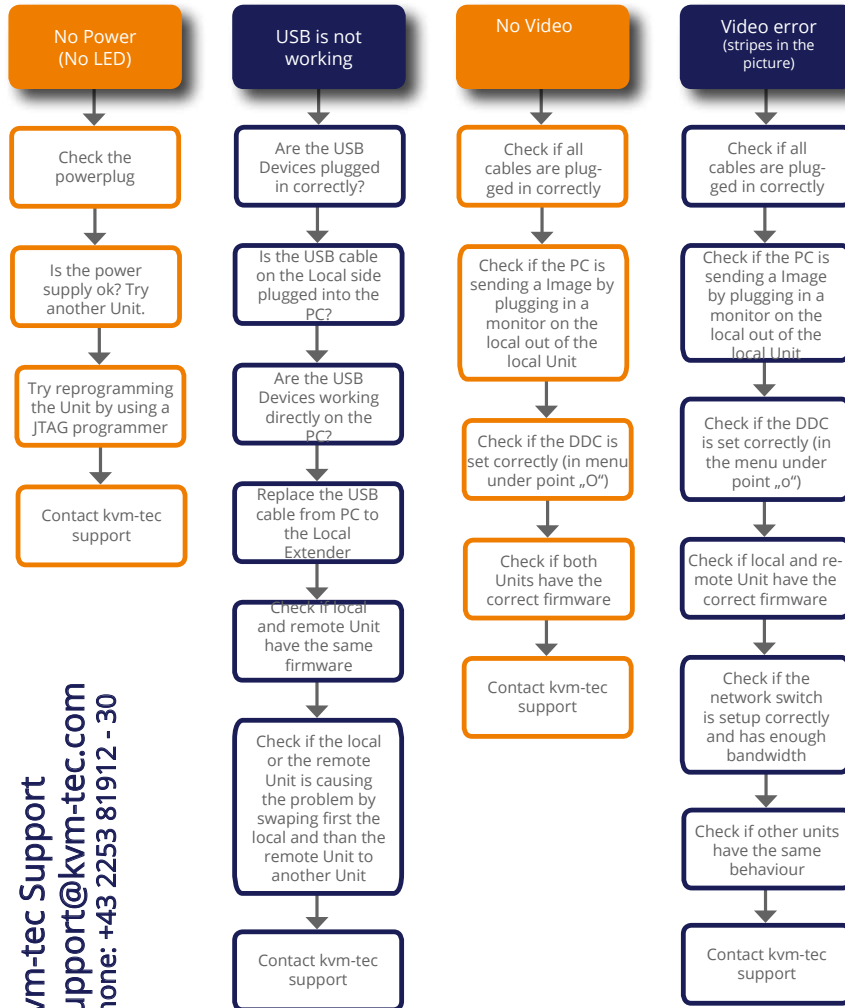 No Power
(No LED)
Check the
powerplug
Is the power
supply ok? Try
another Unit.
Try reprogramming
the Unit by using a
JTAG programmer
Contact kvm-tec
support
USB is not
working
Are the USB
Devices plugged
in correctly?
Is the USB cable
on the Local side
plugged into the
PC?
Are the USB
Devices working
directly on the
PC?
Replace the USB
cable from PC to
the Local
Extender
Check if local
and remote Unit
have the same
firmware
Check if the local
or the remote
Unit is causing
the problem by
swaping first the
local and than the
remote Unit to
another Unit
Contact kvm-tec
support
No Video
Check if all
cables are plug-
ged in correctly
Check if the PC is
sending a Image by
plugging in a
monitor on the
local out of the
local Unit
Check if the DDC is
set correctly (in menu
under point „O“)
Check if both
Units have the
correct firmware
Contact kvm-tec
support
Video error
(stripes in the
picture)
Check if all
cables are plug-
ged in correctly
Check if the PC is
sending a Image
by plugging in a
monitor on the
local out of the
local Unit
Check if the DDC
is set correctly (in
the menu under
point „o“)
Check if local and re-
mote Unit have the
correct firmware
Check if the
network switch
is setup correctly
and has enough
bandwidth
Check if other units
have the same
behaviour
Contact kvm-tec
support
vm-tec Support
upport@kvm-tec.com
hone: +43 2253 81912 - 30